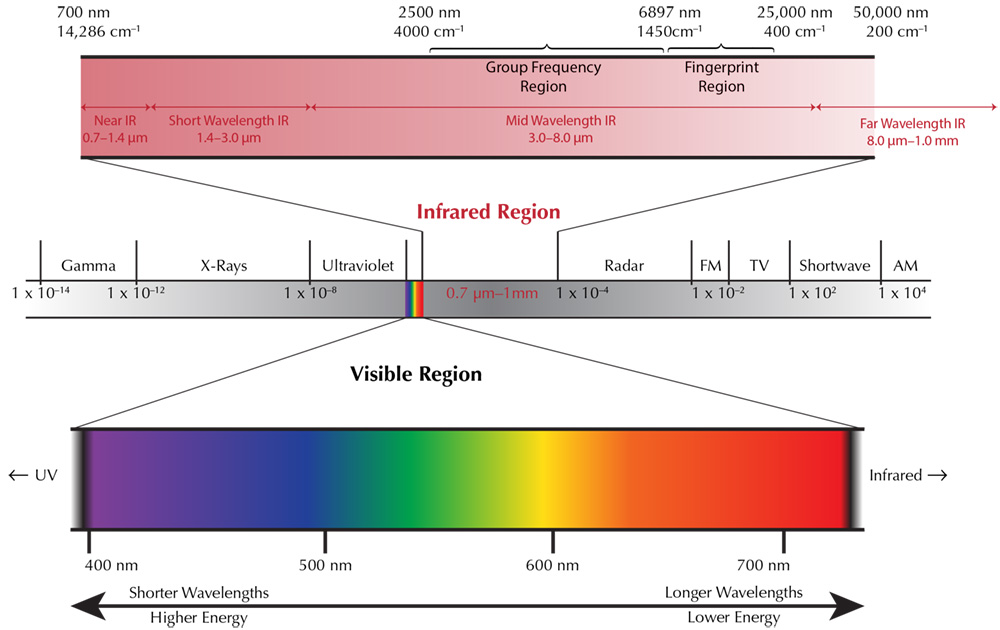 700 nm
14,286 cm⁻¹
2500 nm
4000 cm⁻¹
6897 nm
1450cm⁻¹
25,000 nm
400 cm⁻¹
50,000 nm
200 cm⁻¹
Group Frequency
Region
Fingerprint
Region
Near IR
0.7–1.4 µm
Short Wavelength IR
1.4–3.0 µm
Mid Wavelength IR
3.0–8.0 µm
Far Wavelength IR
8.0 µm–1.0 mm
Infrared Region
Gamma
X-Rays
Ultraviolet
Radar
FM
TV
Shortwave
AM
1 x 10⁻¹⁴
1 x 10⁻¹²
1 x 10⁻⁸
0.7 µm–1mm
1 x 10⁻⁴
1 x 10⁻²
1 x 10²
1 x 10⁴
Visible Region
← UV
Infrared →
400 nm
500 nm
600 nm
700 nm
Shorter Wavelengths
Higher Energy
Longer Wavelengths
Lower Energy